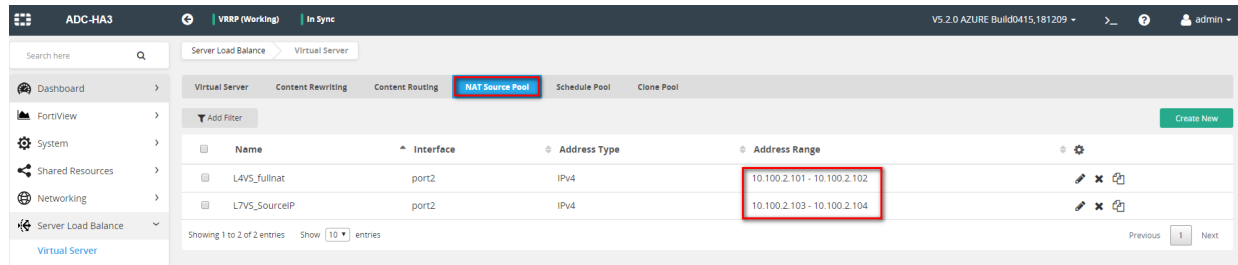 ADC-HA3 VRRP (Working) In Sync V5.2.0 AZURE Build0415,181209 >_ ? admin
Search here Server Load Balance Virtual Server
Dashboard Virtual Server Content Rewriting Content Routing NAT Source Pool Schedule Pool Clone Pool
FortiView Add Filter Create New
System Name Interface Address Type Address Range
Shared Resources L4VS_fullnat port2 IPv4 10.100.2.101 - 10.100.2.102
Networking L7VS_SourceIP port2 IPv4 10.100.2.103 - 10.100.2.104
Server Load Balance Showing 1 to 2 of 2 entries Show 10 entries Previous 1 Next
Virtual Server